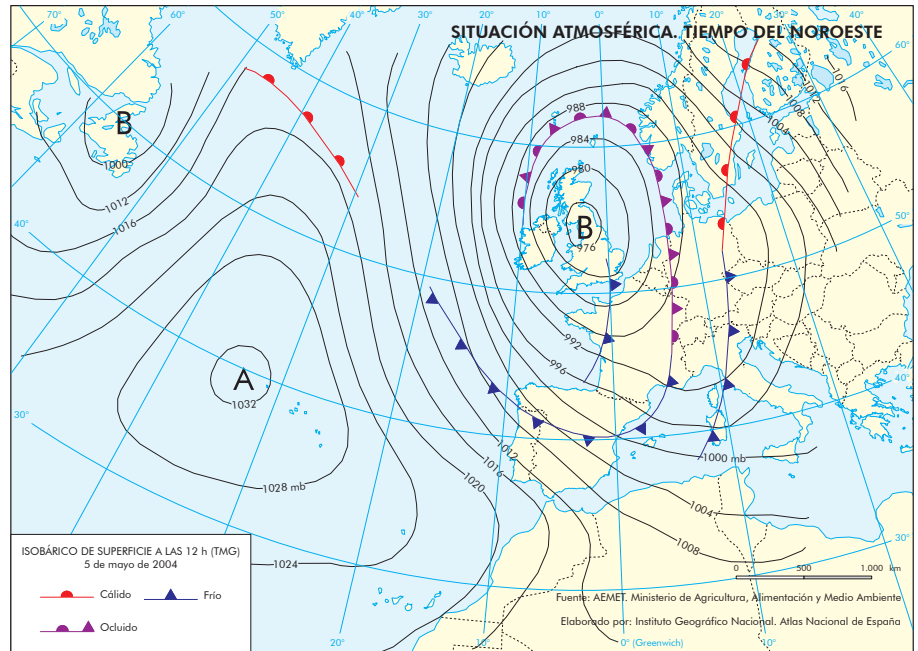 70°
60°
50°
40°
30°
20°
10°
0°
10°
20°
30°
40°
SITUACIÓN ATMOSFÉRICA. TIEMPO DEL NOROESTE
60°
50°
40°
30°
40°
30°
B
1000
1012
1016
988
984
980
B
976
992
996
1004
1008
1012
1016
A
1032
1028 mb
1024
1012
1016
1020
1000 mb
1004
1008
ISOBÁRICO DE SUPERFICIE A LAS 12 h (TMG)
5 de mayo de 2004
Cálido
Frío
Ocluido
0 500 1.000 km
Fuente: AEMET. Ministerio de Agricultura, Alimentación y Medio Ambiente
Elaborado por: Instituto Geográfico Nacional. Atlas Nacional de España
20°
10°
0° (Greenwich)
10°